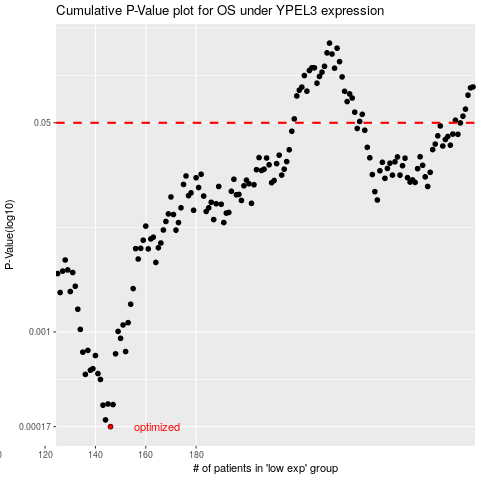 Cumulative P-Value plot for OS under YPEL3 expression
P-Value(log10)
0.05
0.001
0.00017
optimized
0 120 140 160 180
# of patients in 'low exp' group